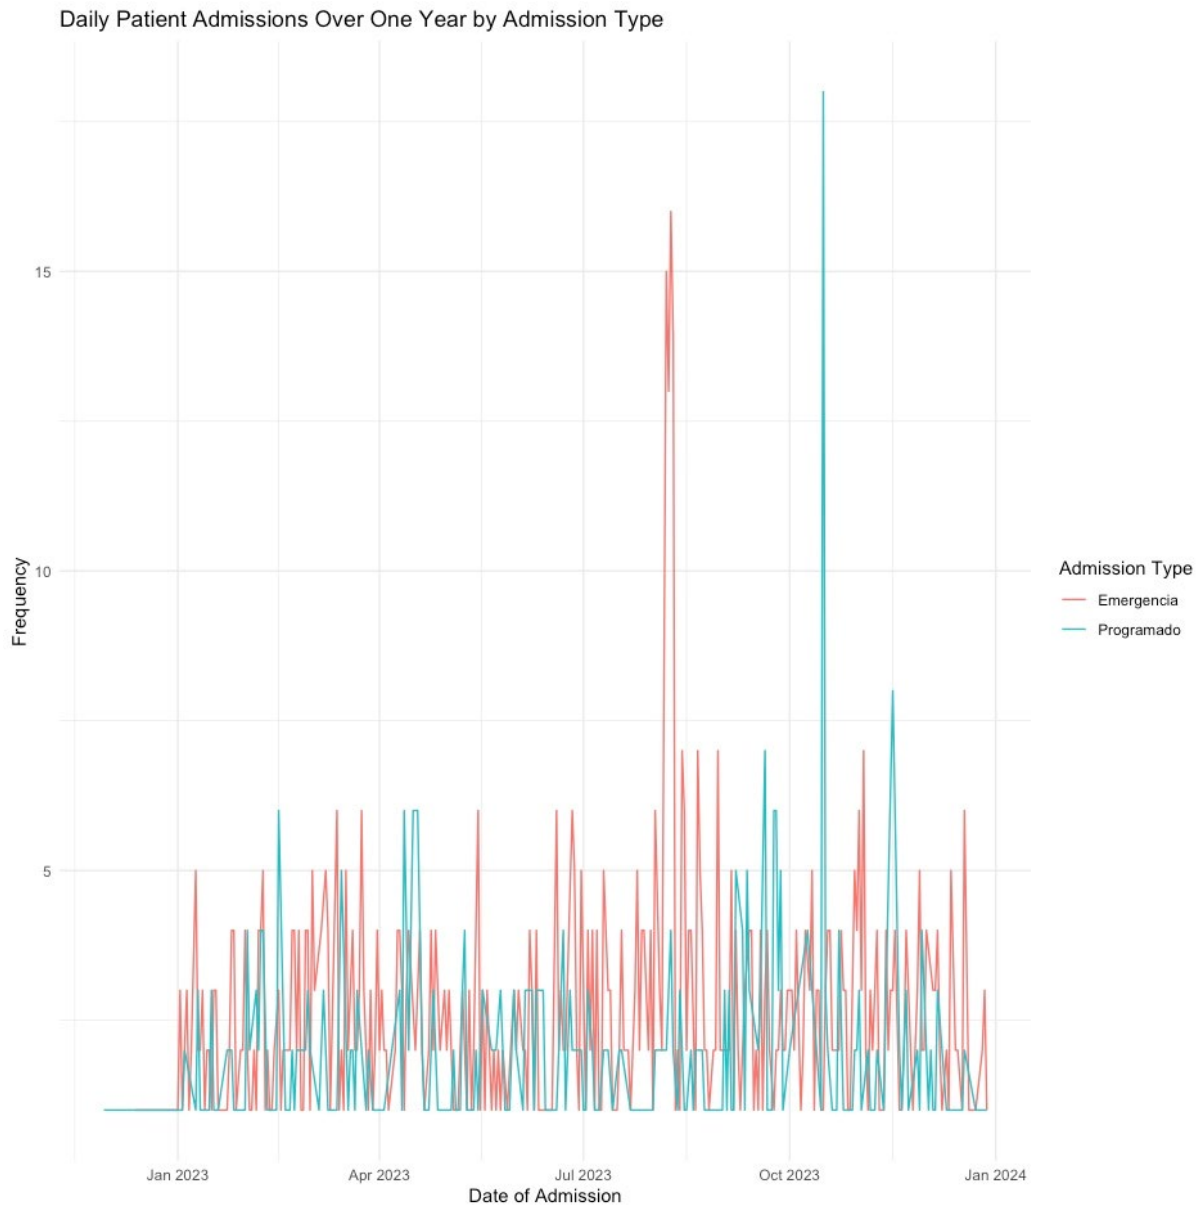 Daily Patient Admissions Over One Year by Admission Type
15
10
5
Frequency
Jan 2023
Apr 2023
Jul 2023
Oct 2023
Jan 2024
Date of Admission
Admission Type
Emergencia
Programado